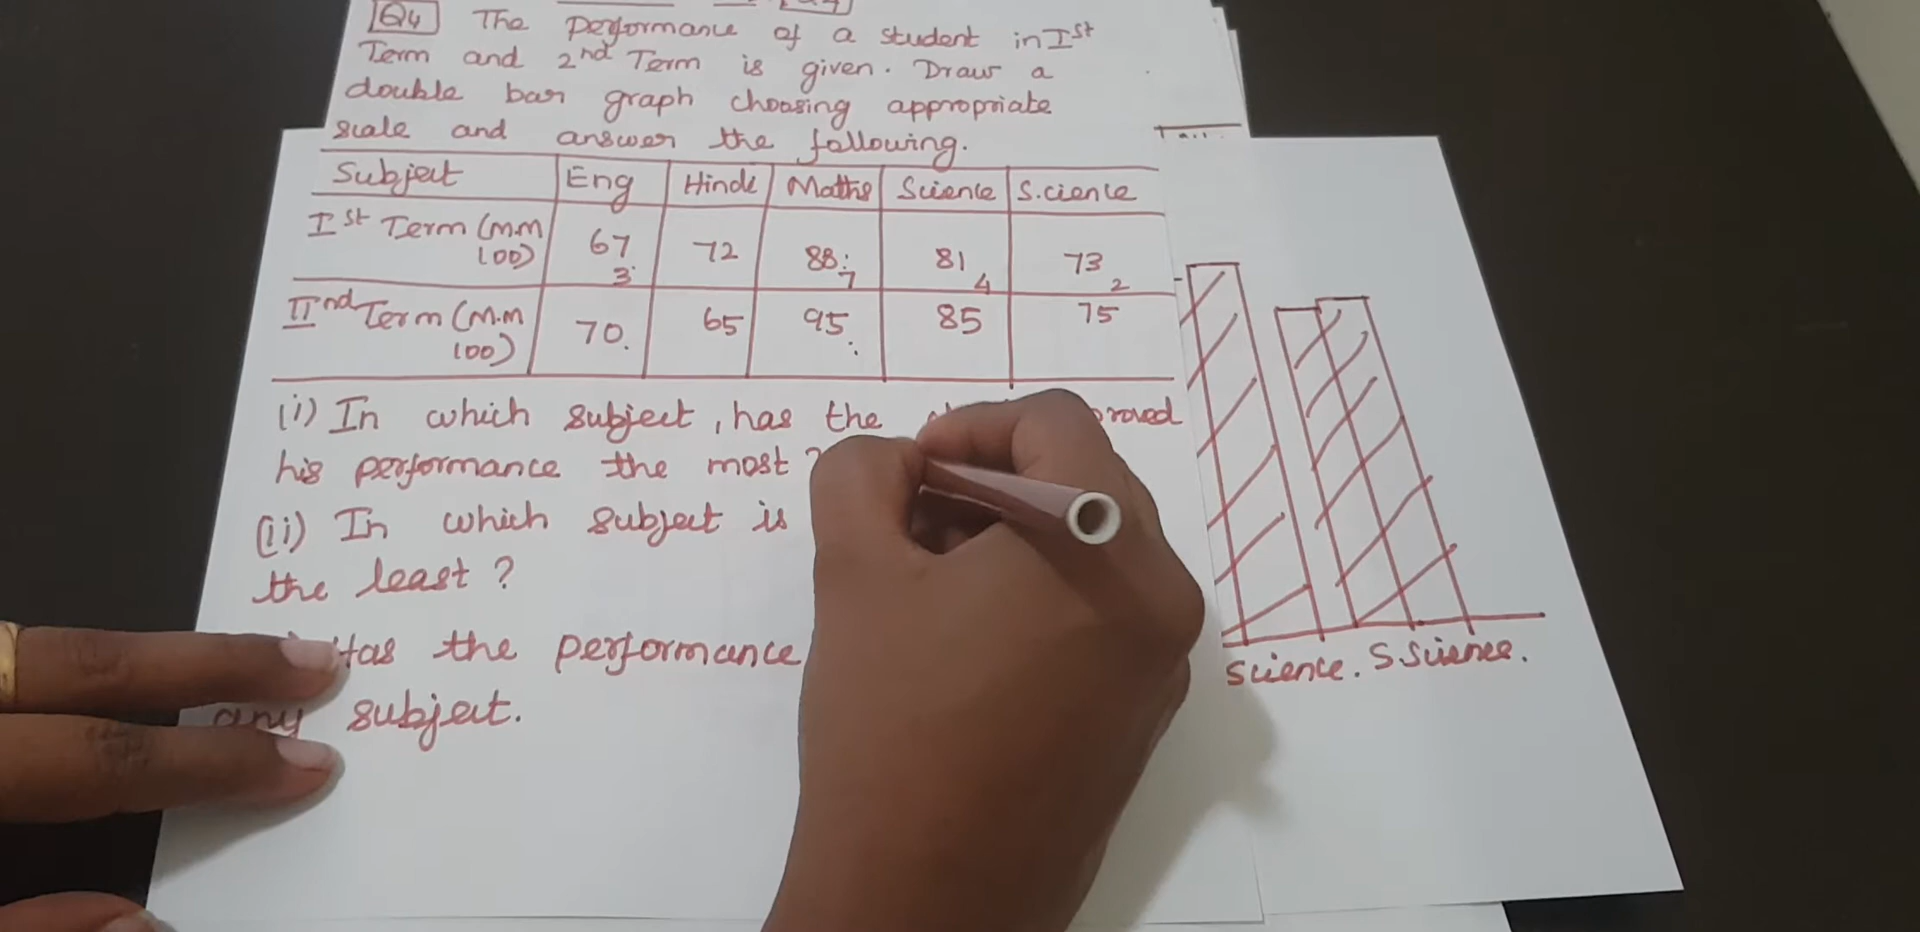 Q4 The Performance of a student in Ist
Term and 2nd Term is given. Draw a
double bar graph choosing appropriate
scale and answer the following.
Subject Eng Hindi Maths Science S.cience
Ist Term (M.M 100) 67 72 88 81 73
3 7 4 2
IInd Term (M.M 100) 70 65 95 85 75
(i) In which subject, has the
his performance the most ?
(ii) In which subject is
the least ?
Has the performance
any subject.
Science. S.Science.